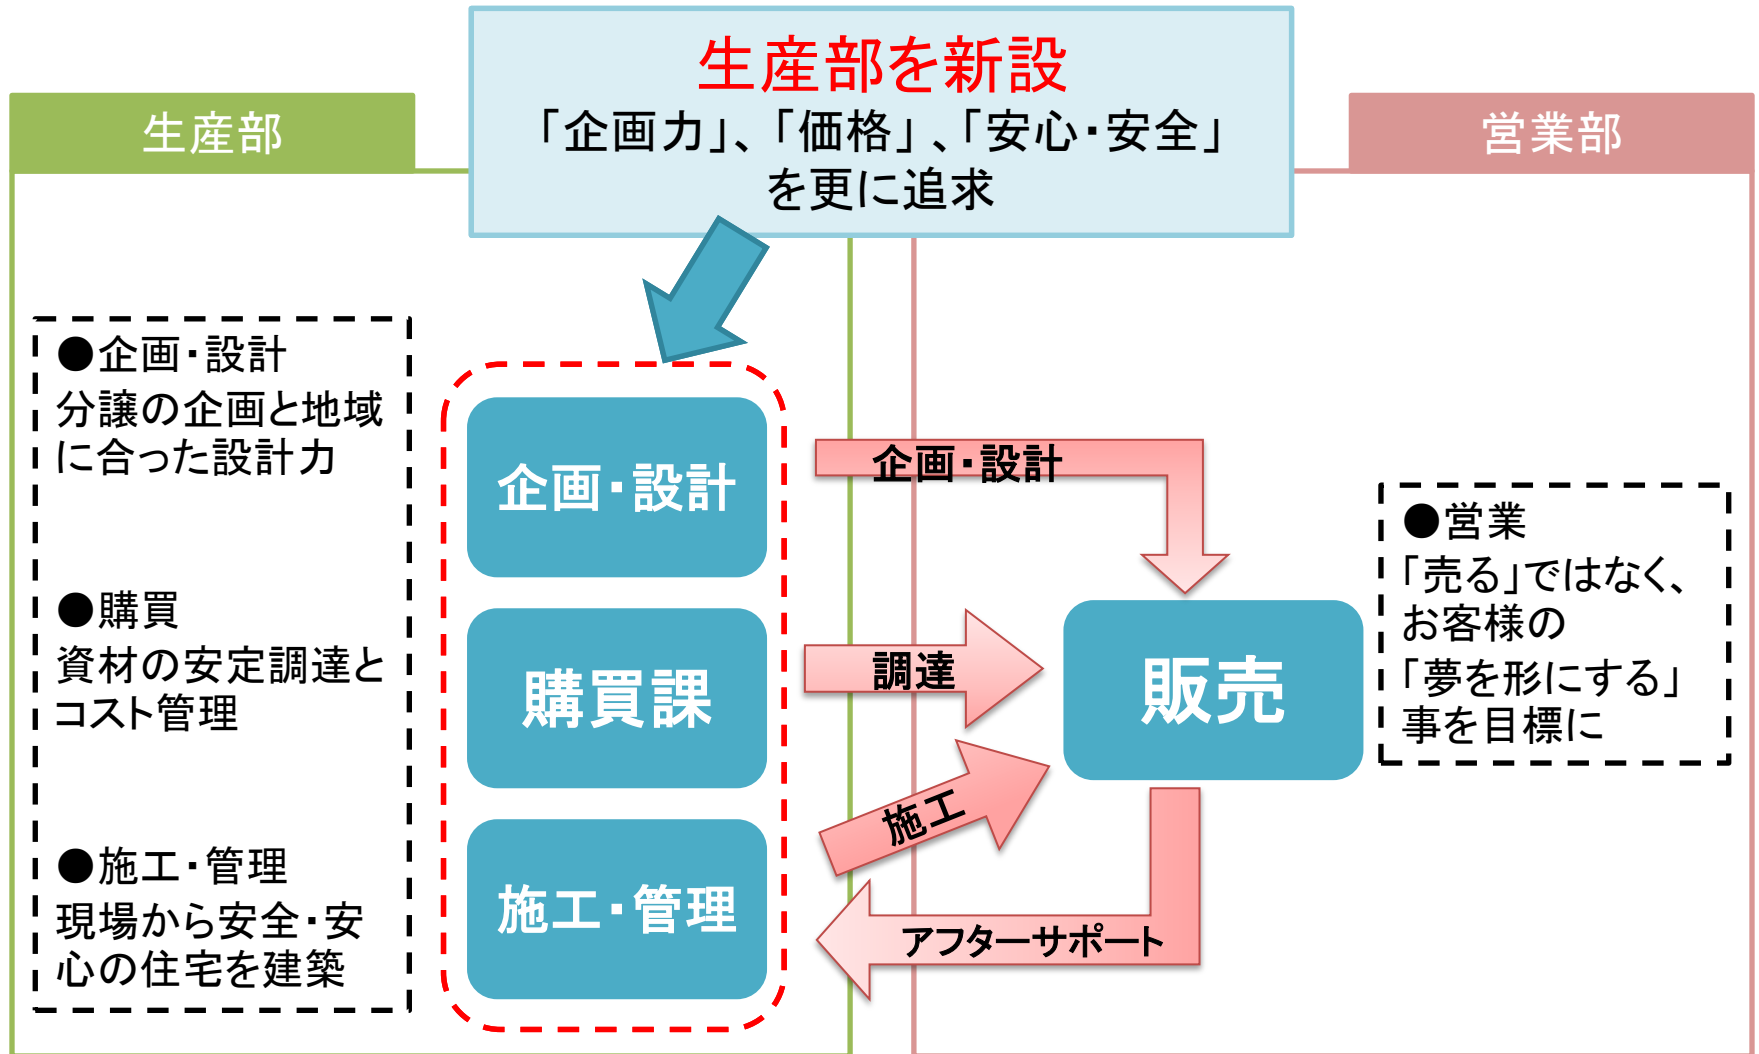 生産部を新設
「企画力」、「価格」、「安心・安全」
を更に追求
生産部
営業部
●企画・設計
分譲の企画と地域
に合った設計力
●購買
資材の安定調達と
コスト管理
●施工・管理
現場から安全・安
心の住宅を建築
企画・設計
購買課
施工・管理
企画・設計
調達
施工
アフターサポート
販売
●営業
「売る」ではなく、
お客様の
「夢を形にする」
事を目標に